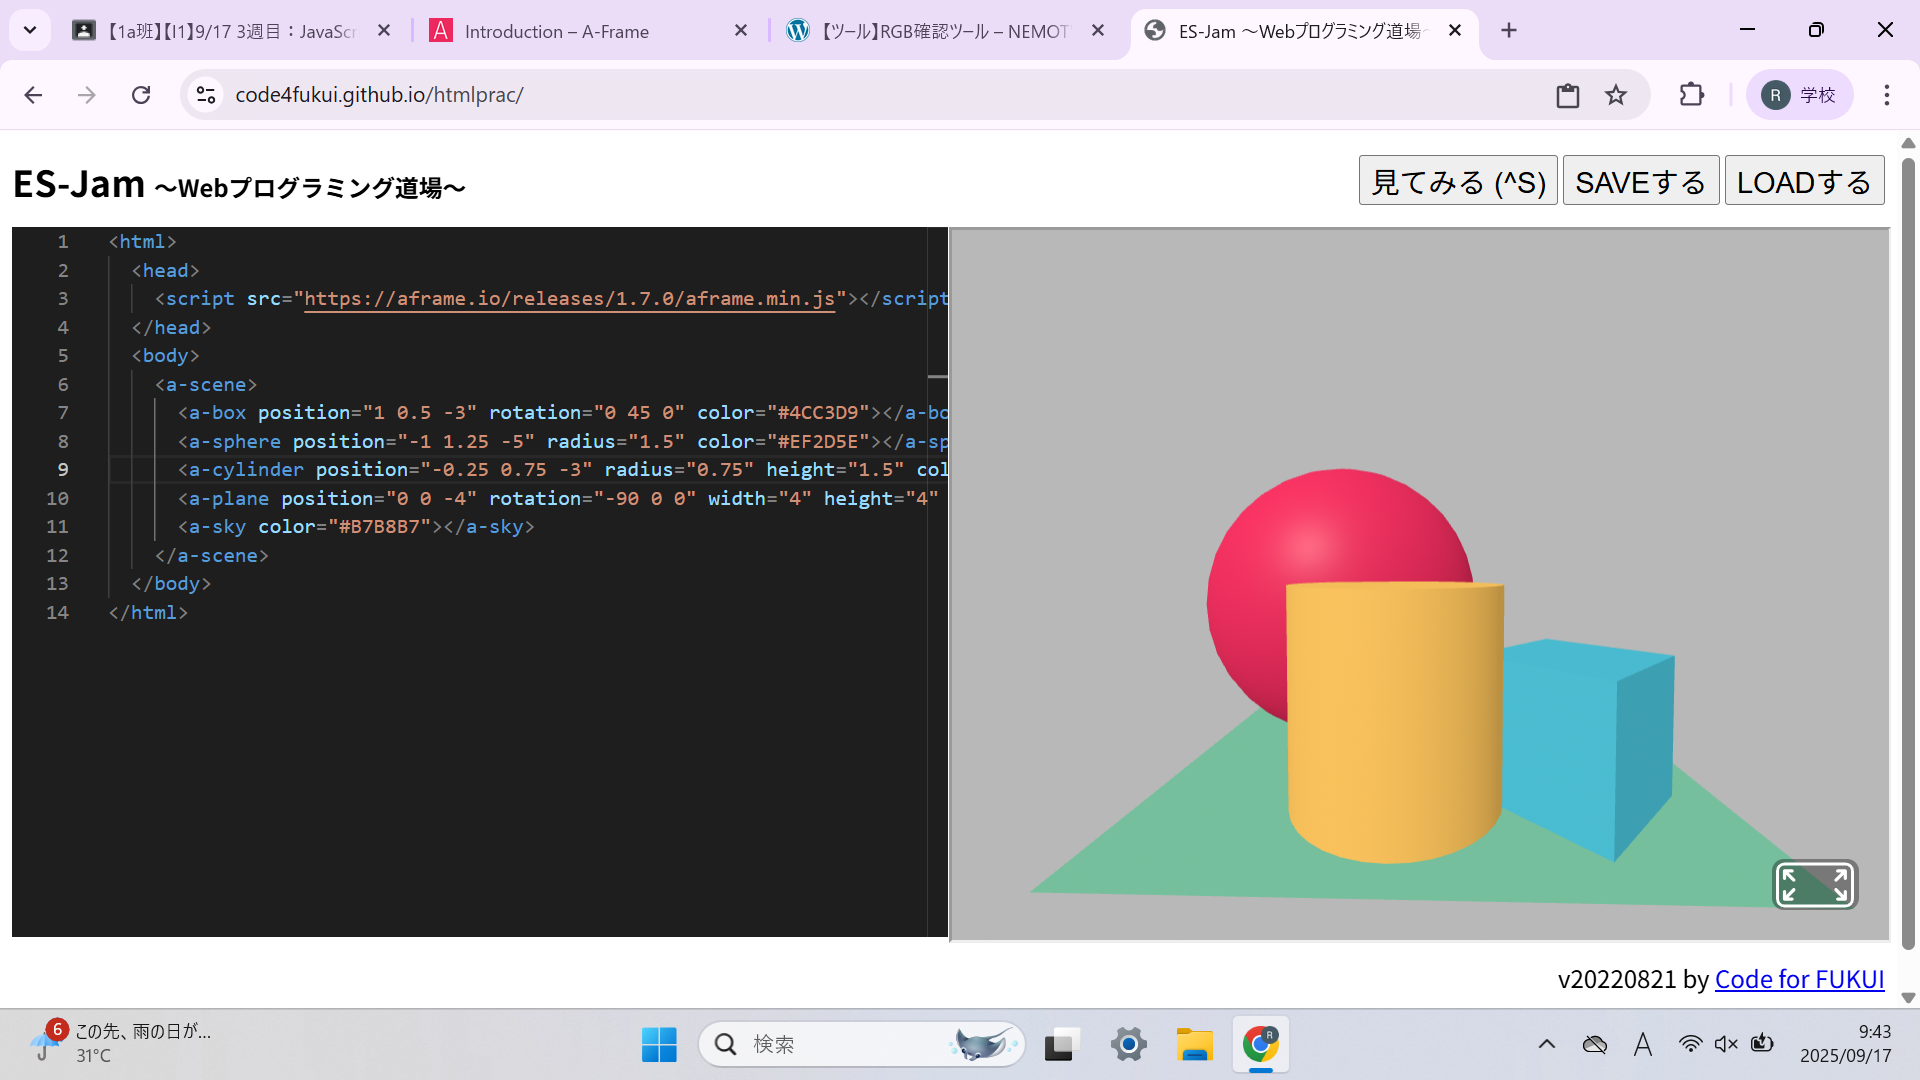 【1a班】【I1】9/17 3週目：JavaScr
Introduction – A-Frame
【ツール】RGB確認ツール – NEMOT
ES-Jam 〜Webプログラミング道場〜
code4fukui.github.io/htmlprac/
R 学校
ES-Jam 〜Webプログラミング道場〜
見てみる (^S) SAVEする LOADする
1 <html>
2 <head>
3 <script src="https://aframe.io/releases/1.7.0/aframe.min.js"></script
4 </head>
5 <body>
6 <a-scene>
7 <a-box position="1 0.5 -3" rotation="0 45 0" color="#4CC3D9"></a-bo
8 <a-sphere position="-1 1.25 -5" radius="1.5" color="#EF2D5E"></a-sp
9 <a-cylinder position="-0.25 0.75 -3" radius="0.75" height="1.5" col
10 <a-plane position="0 0 -4" rotation="-90 0 0" width="4" height="4"
11 <a-sky color="#B7B8B7"></a-sky>
12 </a-scene>
13 </body>
14 </html>
v20220821 by Code for FUKUI
6
この先、雨の日が...
31°C
検索
R
A
9:43
2025/09/17